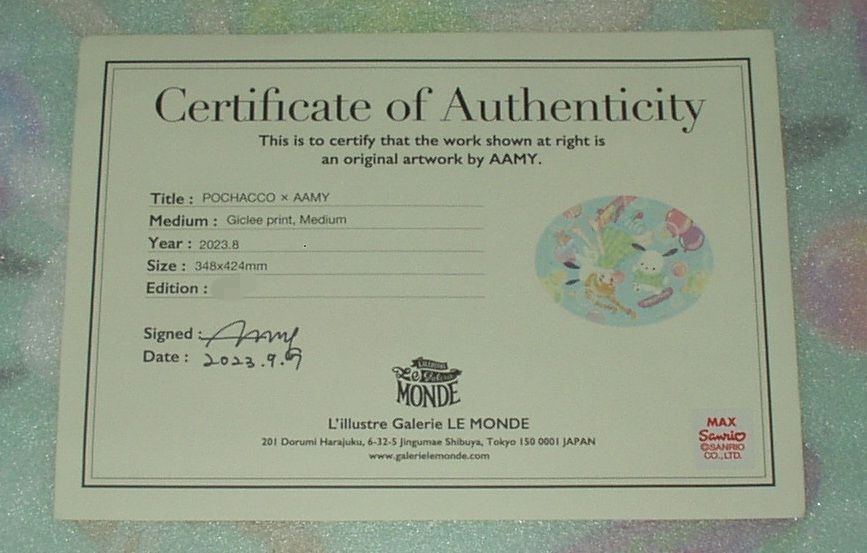 Certificate of Authenticity
This is to certify that the work shown at right is
an original artwork by AAMY.
Title : POCHACCO × AAMY
Medium : Giclee print, Medium
Year : 2023.8
Size : 348x424mm
Edition :
Signed : Aamy
Date : 2023.9.9
L'illustre
Le Galerie
MONDE
L'illustre Galerie LE MONDE
201 Dorumi Harajuku, 6-32-5 Jingumae Shibuya, Tokyo 150 0001 JAPAN
www.galerielemonde.com
MAX
Sanrio
©SANRIO
CO.,LTD.